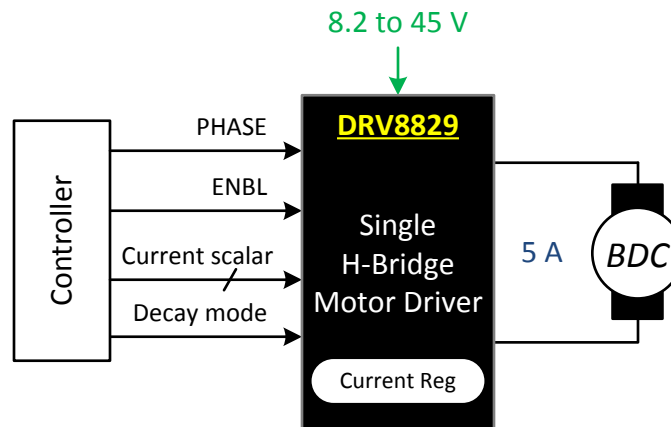 8.2 to 45 V
Controller
PHASE
ENBL
Current scalar
Decay mode
DRV8829
Single
H-Bridge
Motor Driver
Current Reg
5 A
BDC